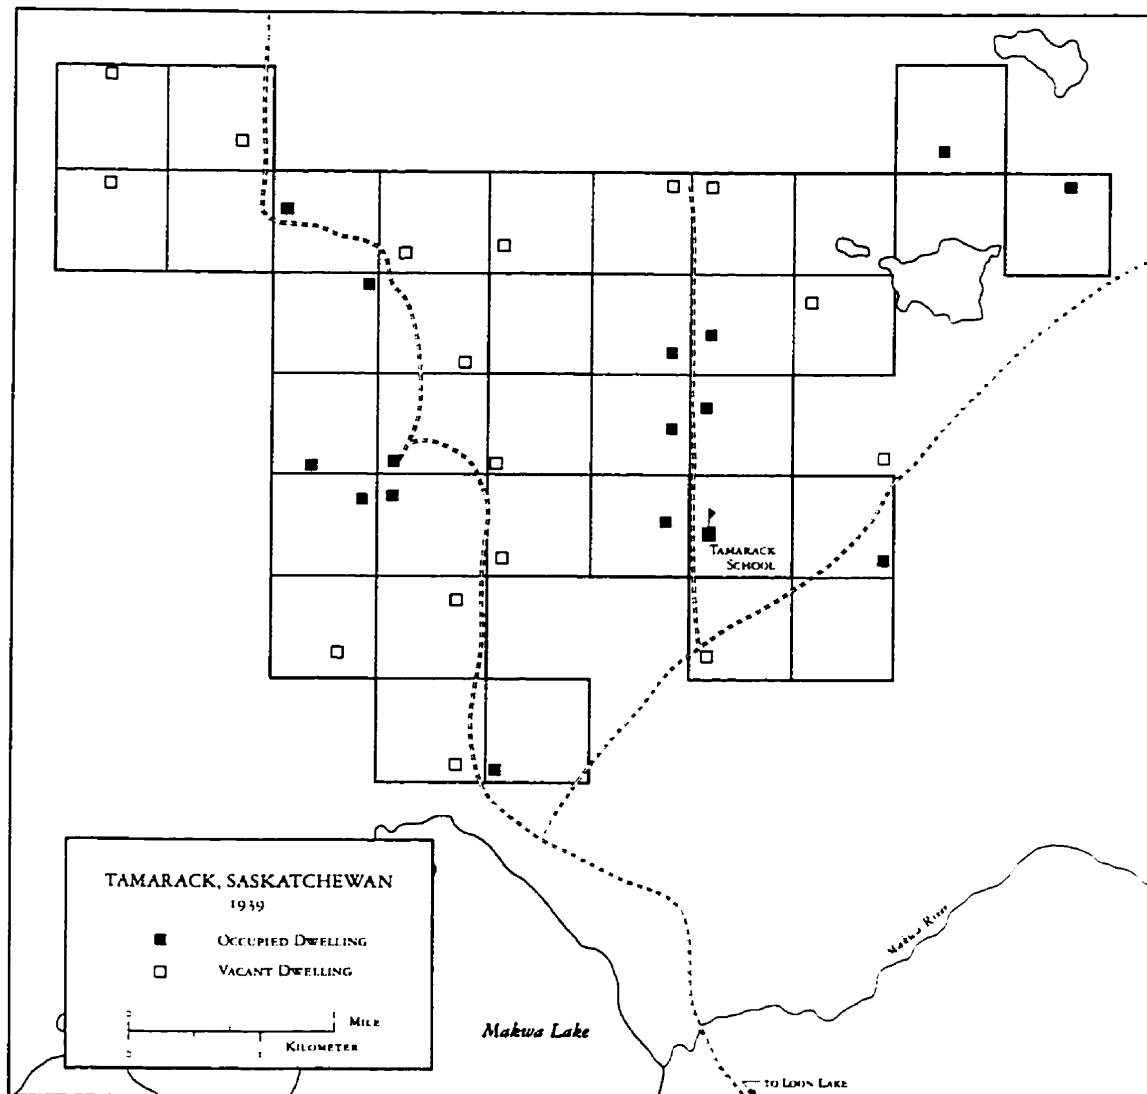 TAMARACK
SCHOOL
TAMARACK, SASKATCHEWAN
1939
OCCUPIED DWELLING
VACANT DWELLING
MILE
KILOMETER
Makwa Lake
Makwa River
TO LOON LAKE